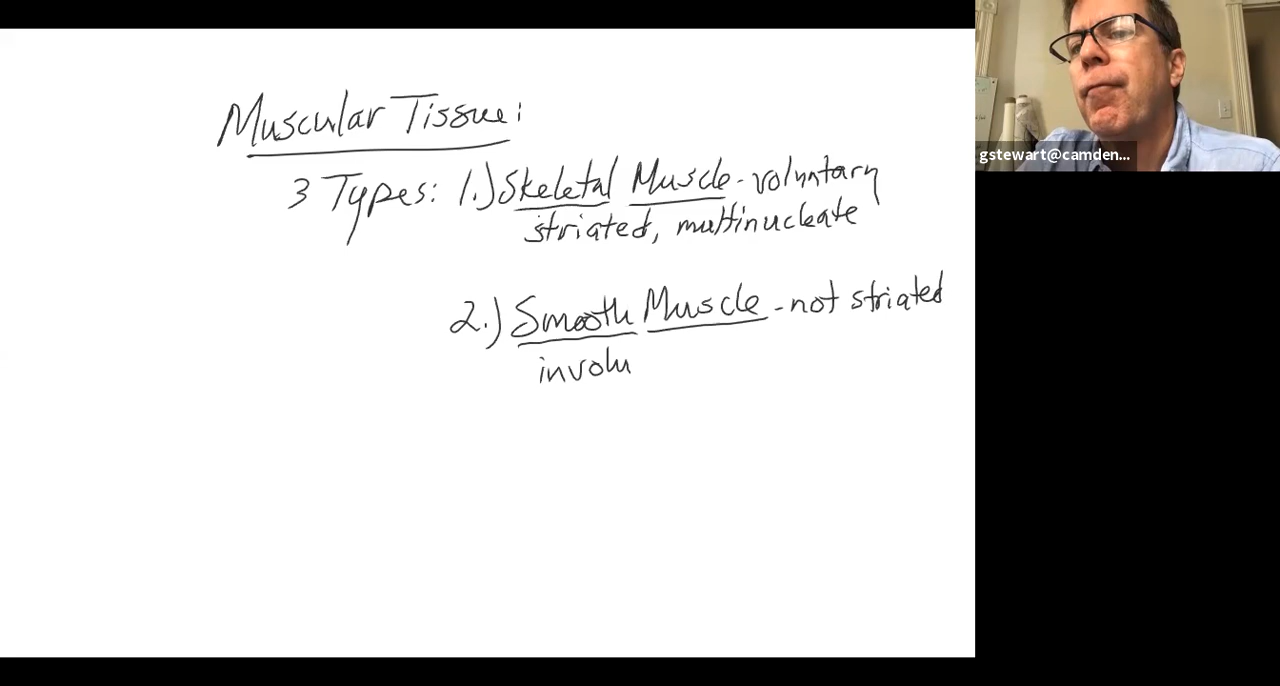 Muscular Tissue:
3 Types: 1.) Skeletal Muscle - voluntary
striated, multinucleate
2.) Smooth Muscle - not striated
involu
gstewart@camden...